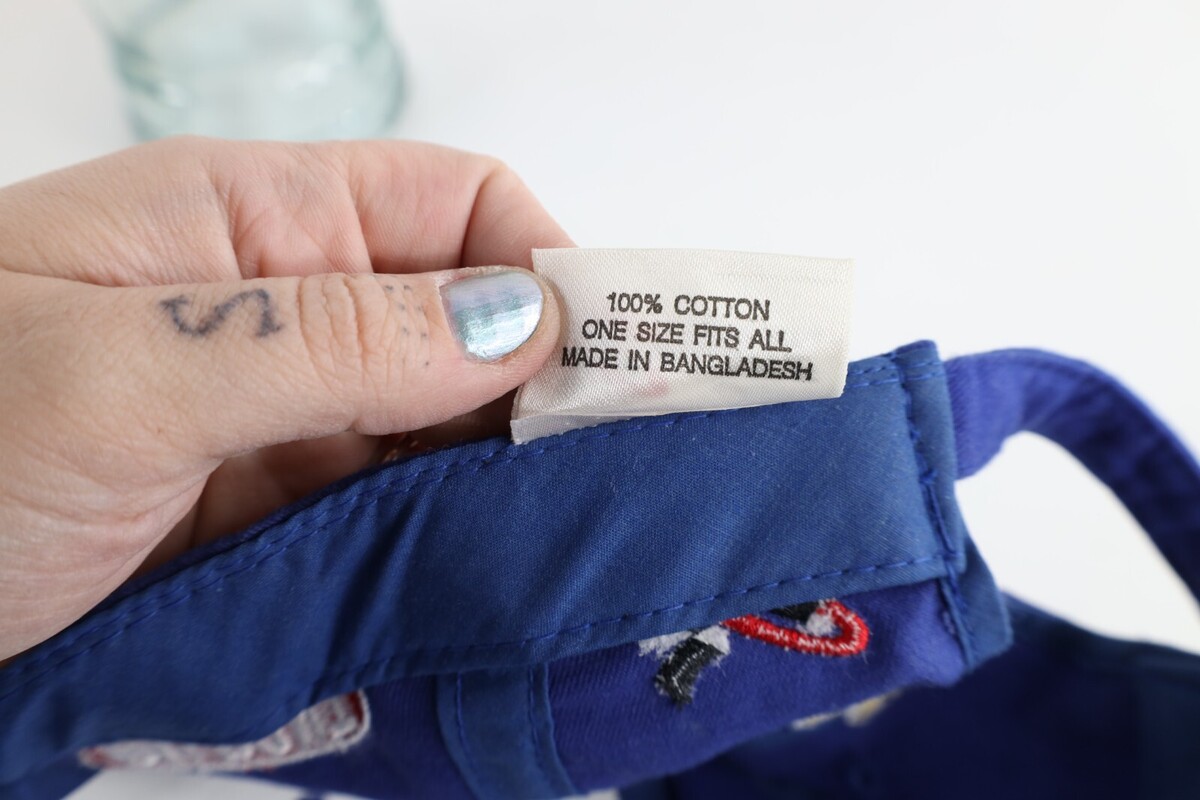 100% COTTON
ONE SIZE FITS ALL
MADE IN BANGLADESH